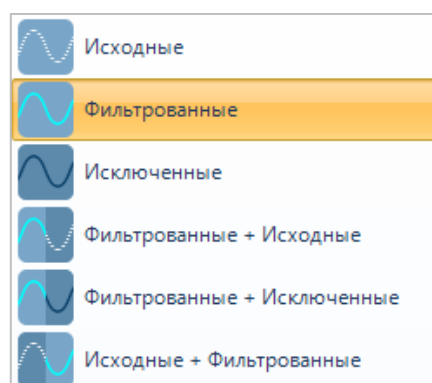 Исходные
Фильтрованные
Исключенные
Фильтрованные + Исходные
Фильтрованные + Исключенные
Исходные + Фильтрованные